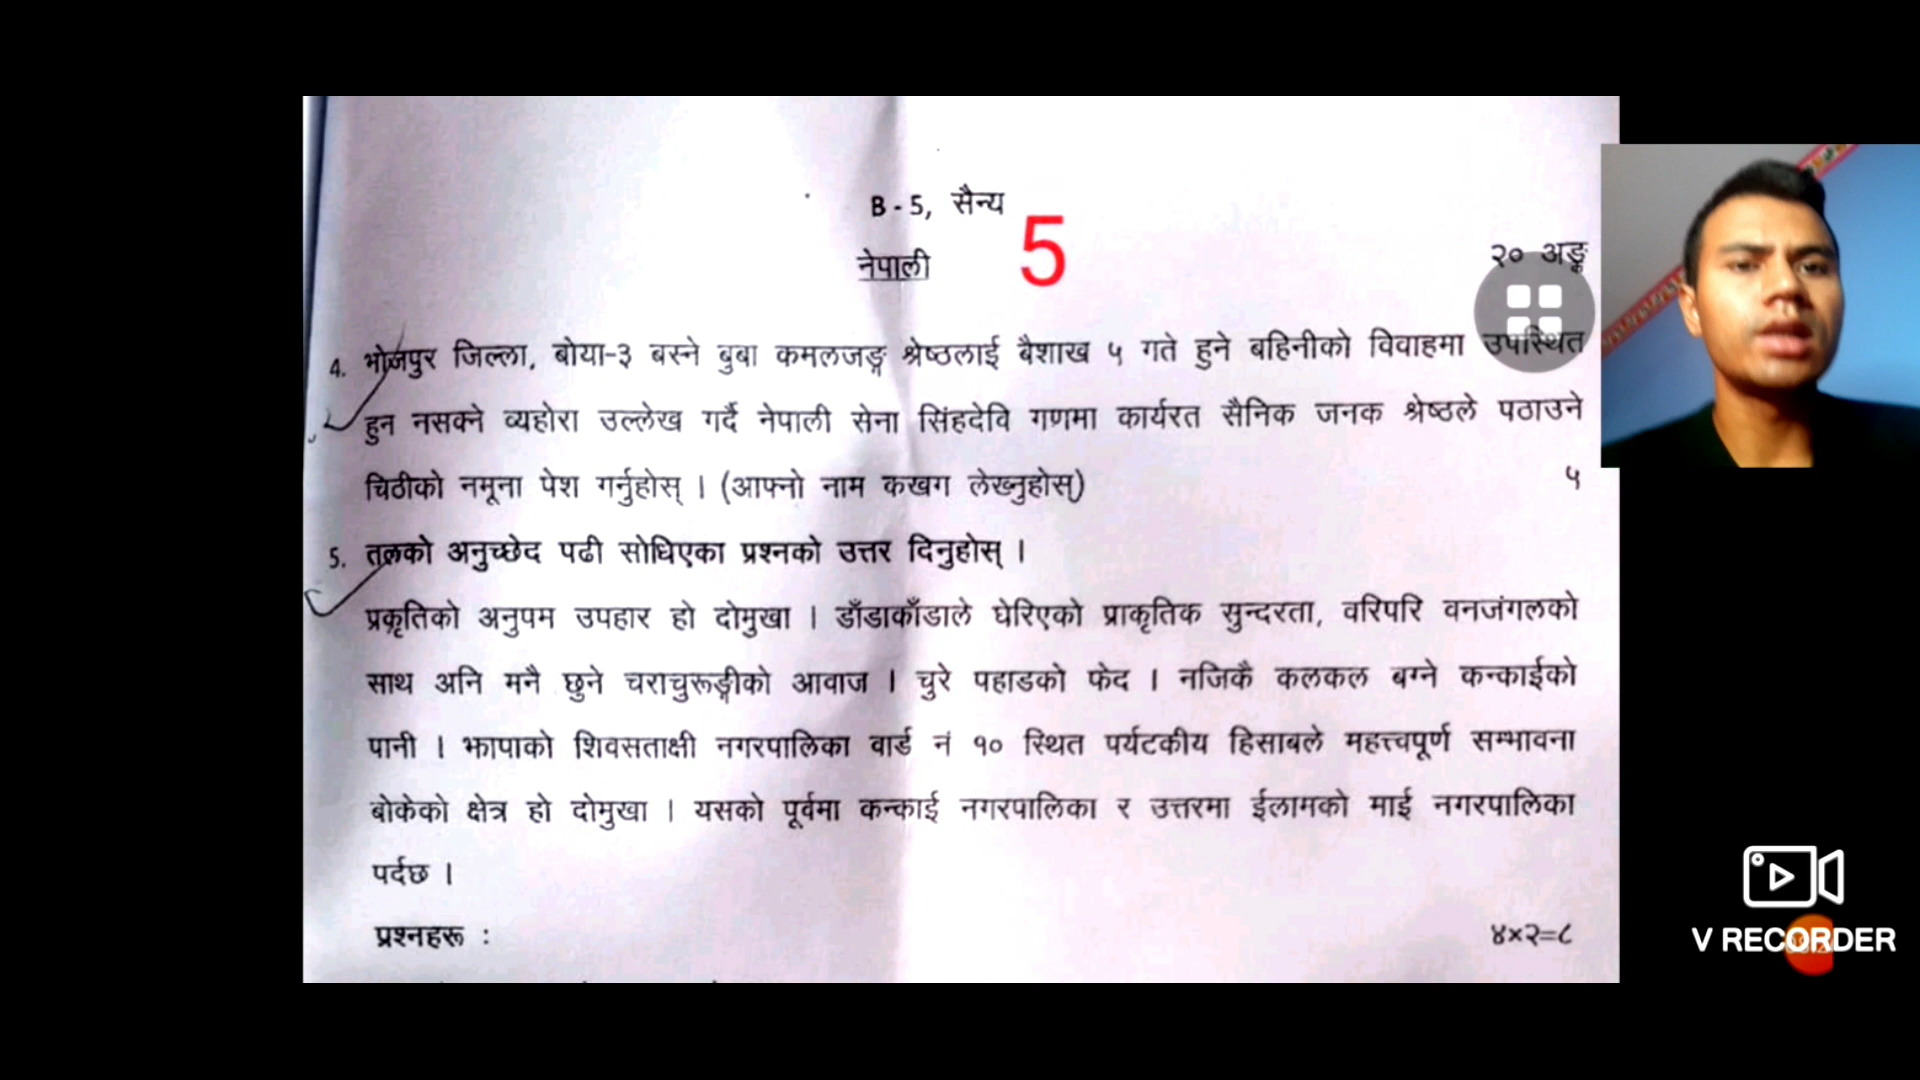 B - 5, सैन्य
5
नेपाली
२० अङ्क
4. भोजपुर जिल्ला, बोया-३ बस्ने बुबा कमलजङ्ग श्रेष्ठलाई बैशाख ५ गते हुने बहिनीको विवाहमा उपस्थित
हुन नसक्ने व्यहोरा उल्लेख गर्दै नेपाली सेना सिंहदेवि गणमा कार्यरत सैनिक जनक श्रेष्ठले पठाउने
चिठीको नमूना पेश गर्नुहोस् । (आफ्नो नाम कखग लेख्नुहोस्) ५
5. तलको अनुच्छेद पढी सोधिएका प्रश्नको उत्तर दिनुहोस् ।
प्रकृतिको अनुपम उपहार हो दोमुखा । डाँडाकाँडाले घेरिएको प्राकृतिक सुन्दरता, वरिपरि वनजंगलको
साथ अनि मनै छुने चराचुरूङ्गीको आवाज । चुरे पहाडको फेद । नजिकै कलकल बग्ने कन्काईको
पानी । झापाको शिवसताक्षी नगरपालिका वार्ड नं १० स्थित पर्यटकीय हिसाबले महत्त्वपूर्ण सम्भावना
बोकेको क्षेत्र हो दोमुखा । यसको पूर्वमा कन्काई नगरपालिका र उत्तरमा ईलामको माई नगरपालिका
पर्दछ ।
प्रश्नहरू : ४×२=८
V RECORDER